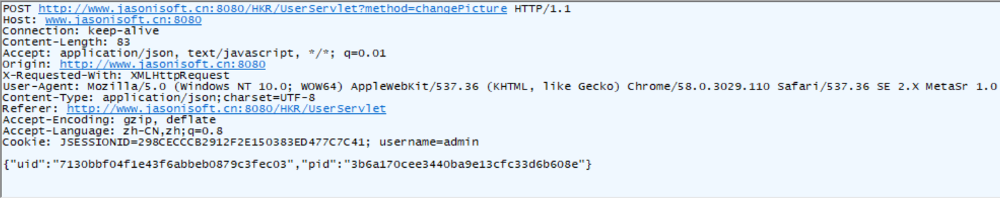 POST http://www.jasonisoft.cn:8080/HKR/UserServlet?method=changePicture HTTP/1.1
Host: www.jasonisoft.cn:8080
Connection: keep-alive
Content-Length: 83
Accept: application/json, text/javascript, */*; q=0.01
Origin: http://www.jasonisoft.cn:8080
X-Requested-With: XMLHttpRequest
User-Agent: Mozilla/5.0 (Windows NT 10.0; WOW64) AppleWebKit/537.36 (KHTML, like Gecko) Chrome/58.0.3029.110 Safari/537.36 SE 2.X MetaSr 1.0
Content-Type: application/json;charset=UTF-8
Referer: http://www.jasonisoft.cn:8080/HKR/UserServlet
Accept-Encoding: gzip, deflate
Accept-Language: zh-CN,zh;q=0.8
Cookie: JSESSIONID=298CECCCB2912F2E150383ED477C7C41; username=admin
{"uid":"7130bbf04f1e43f6abbeb0879c3fec03","pid":"3b6a170cee3440ba9e13cfc33d6b608e"}